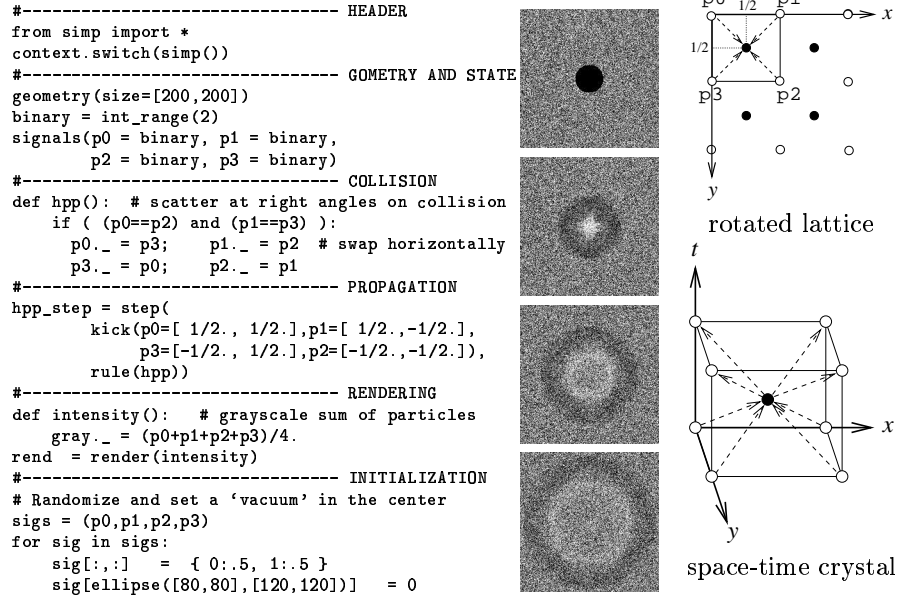 #-------------------------------- HEADER
from simp import *
context.switch(simp())
#-------------------------------- GOMETRY AND STATE
geometry(size=[200,200])
binary = int_range(2)
signals(p0 = binary, p1 = binary,
        p2 = binary, p3 = binary)
#-------------------------------- COLLISION
def hpp():  # scatter at right angles on collision
    if ( (p0==p2) and (p1==p3) ):
      p0._ = p3;    p1._ = p2  # swap horizontally
      p3._ = p0;    p2._ = p1
#-------------------------------- PROPAGATION
hpp_step = step(
        kick(p0=[ 1/2., 1/2.],p1=[ 1/2.,-1/2.],
             p3=[-1/2., 1/2.],p2=[-1/2.,-1/2.]),
        rule(hpp))
#-------------------------------- RENDERING
def intensity():   # grayscale sum of particles
    gray._ = (p0+p1+p2+p3)/4.
rend  = render(intensity)
#-------------------------------- INITIALIZATION
# Randomize and set a ‘vacuum’ in the center
sigs = (p0,p1,p2,p3)
for sig in sigs:
    sig[:,:]   =  { 0:.5, 1:.5 }
    sig[ellipse([80,80],[120,120])]   = 0
p0 1/2 p1
x
1/2
p3 p2
y
rotated lattice
t
x
y
space-time crystal